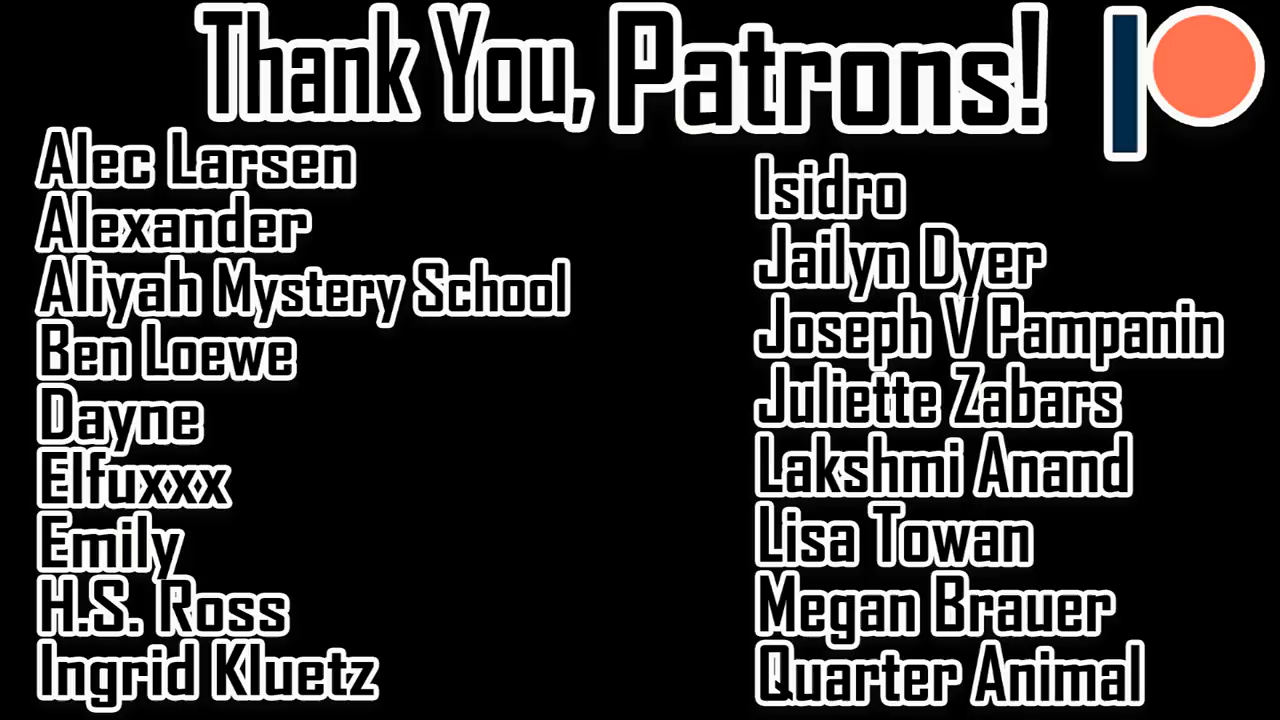 Thank You, Patrons!
Alec Larsen
Alexander
Aliyah Mystery School
Ben Loewe
Dayne
Elfuxxx
Emily
H.S. Ross
Ingrid Kluetz
Isidro
Jailyn Dyer
Joseph V Pampanin
Juliette Zabars
Lakshmi Anand
Lisa Towan
Megan Brauer
Quarter Animal